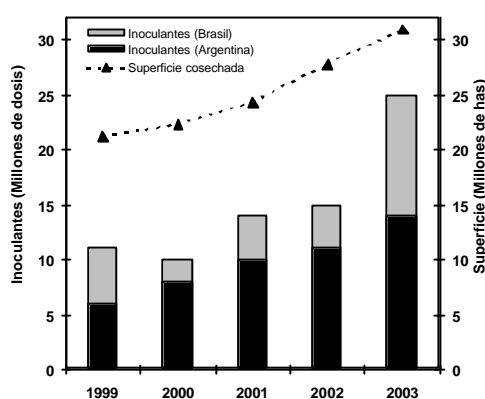 Inoculantes (Brasil)
Inoculantes (Argentina)
Superficie cosechada
Inoculantes (Millones de dosis)
30
25
20
15
10
5
0
30
25
20
15
10
5
0
Superficie (Millones de has)
1999 2000 2001 2002 2003